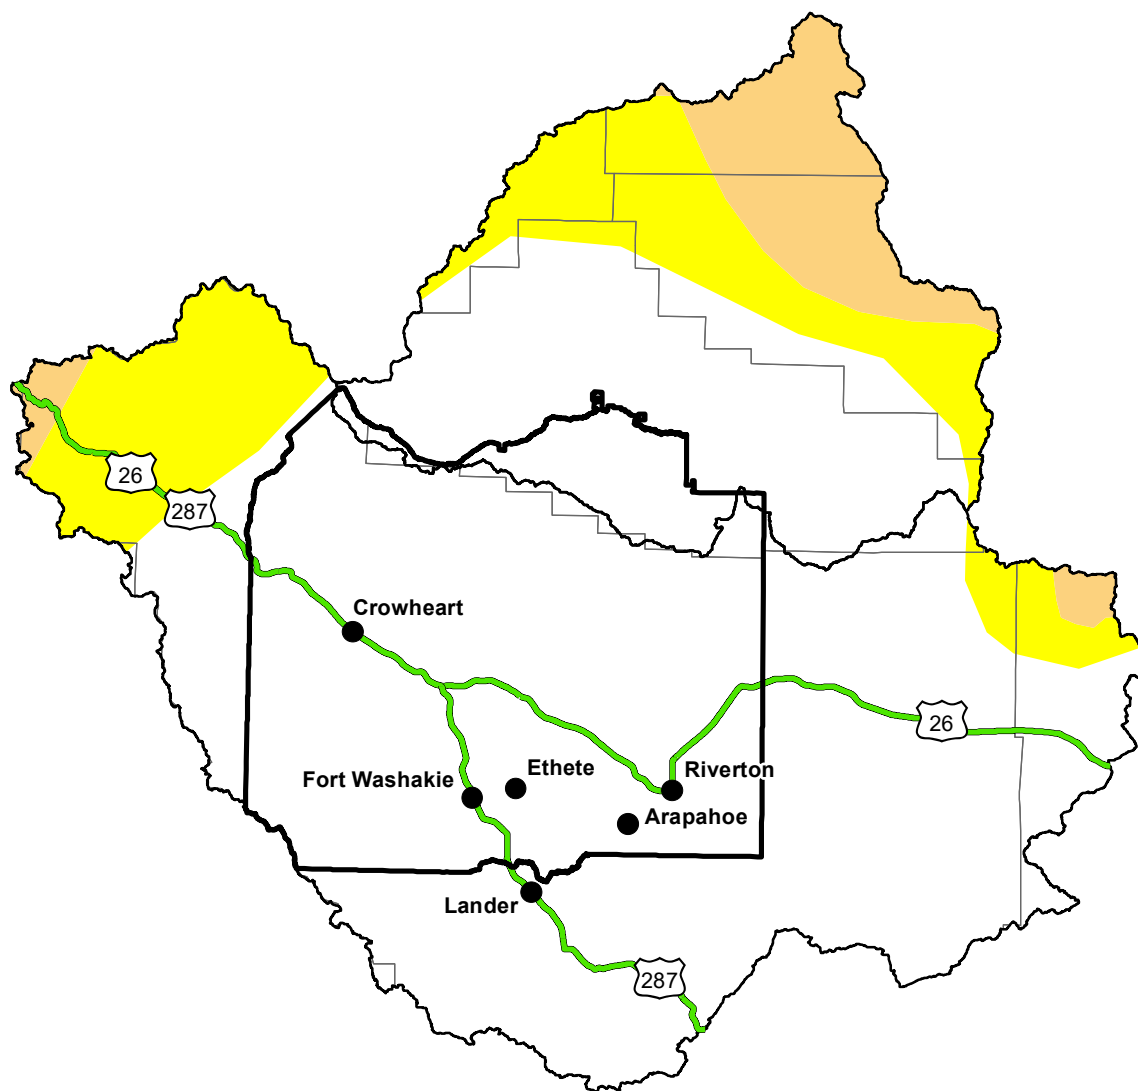 26
287
Crowheart
26
Ethete
Riverton
Fort Washakie
Arapahoe
Lander
287